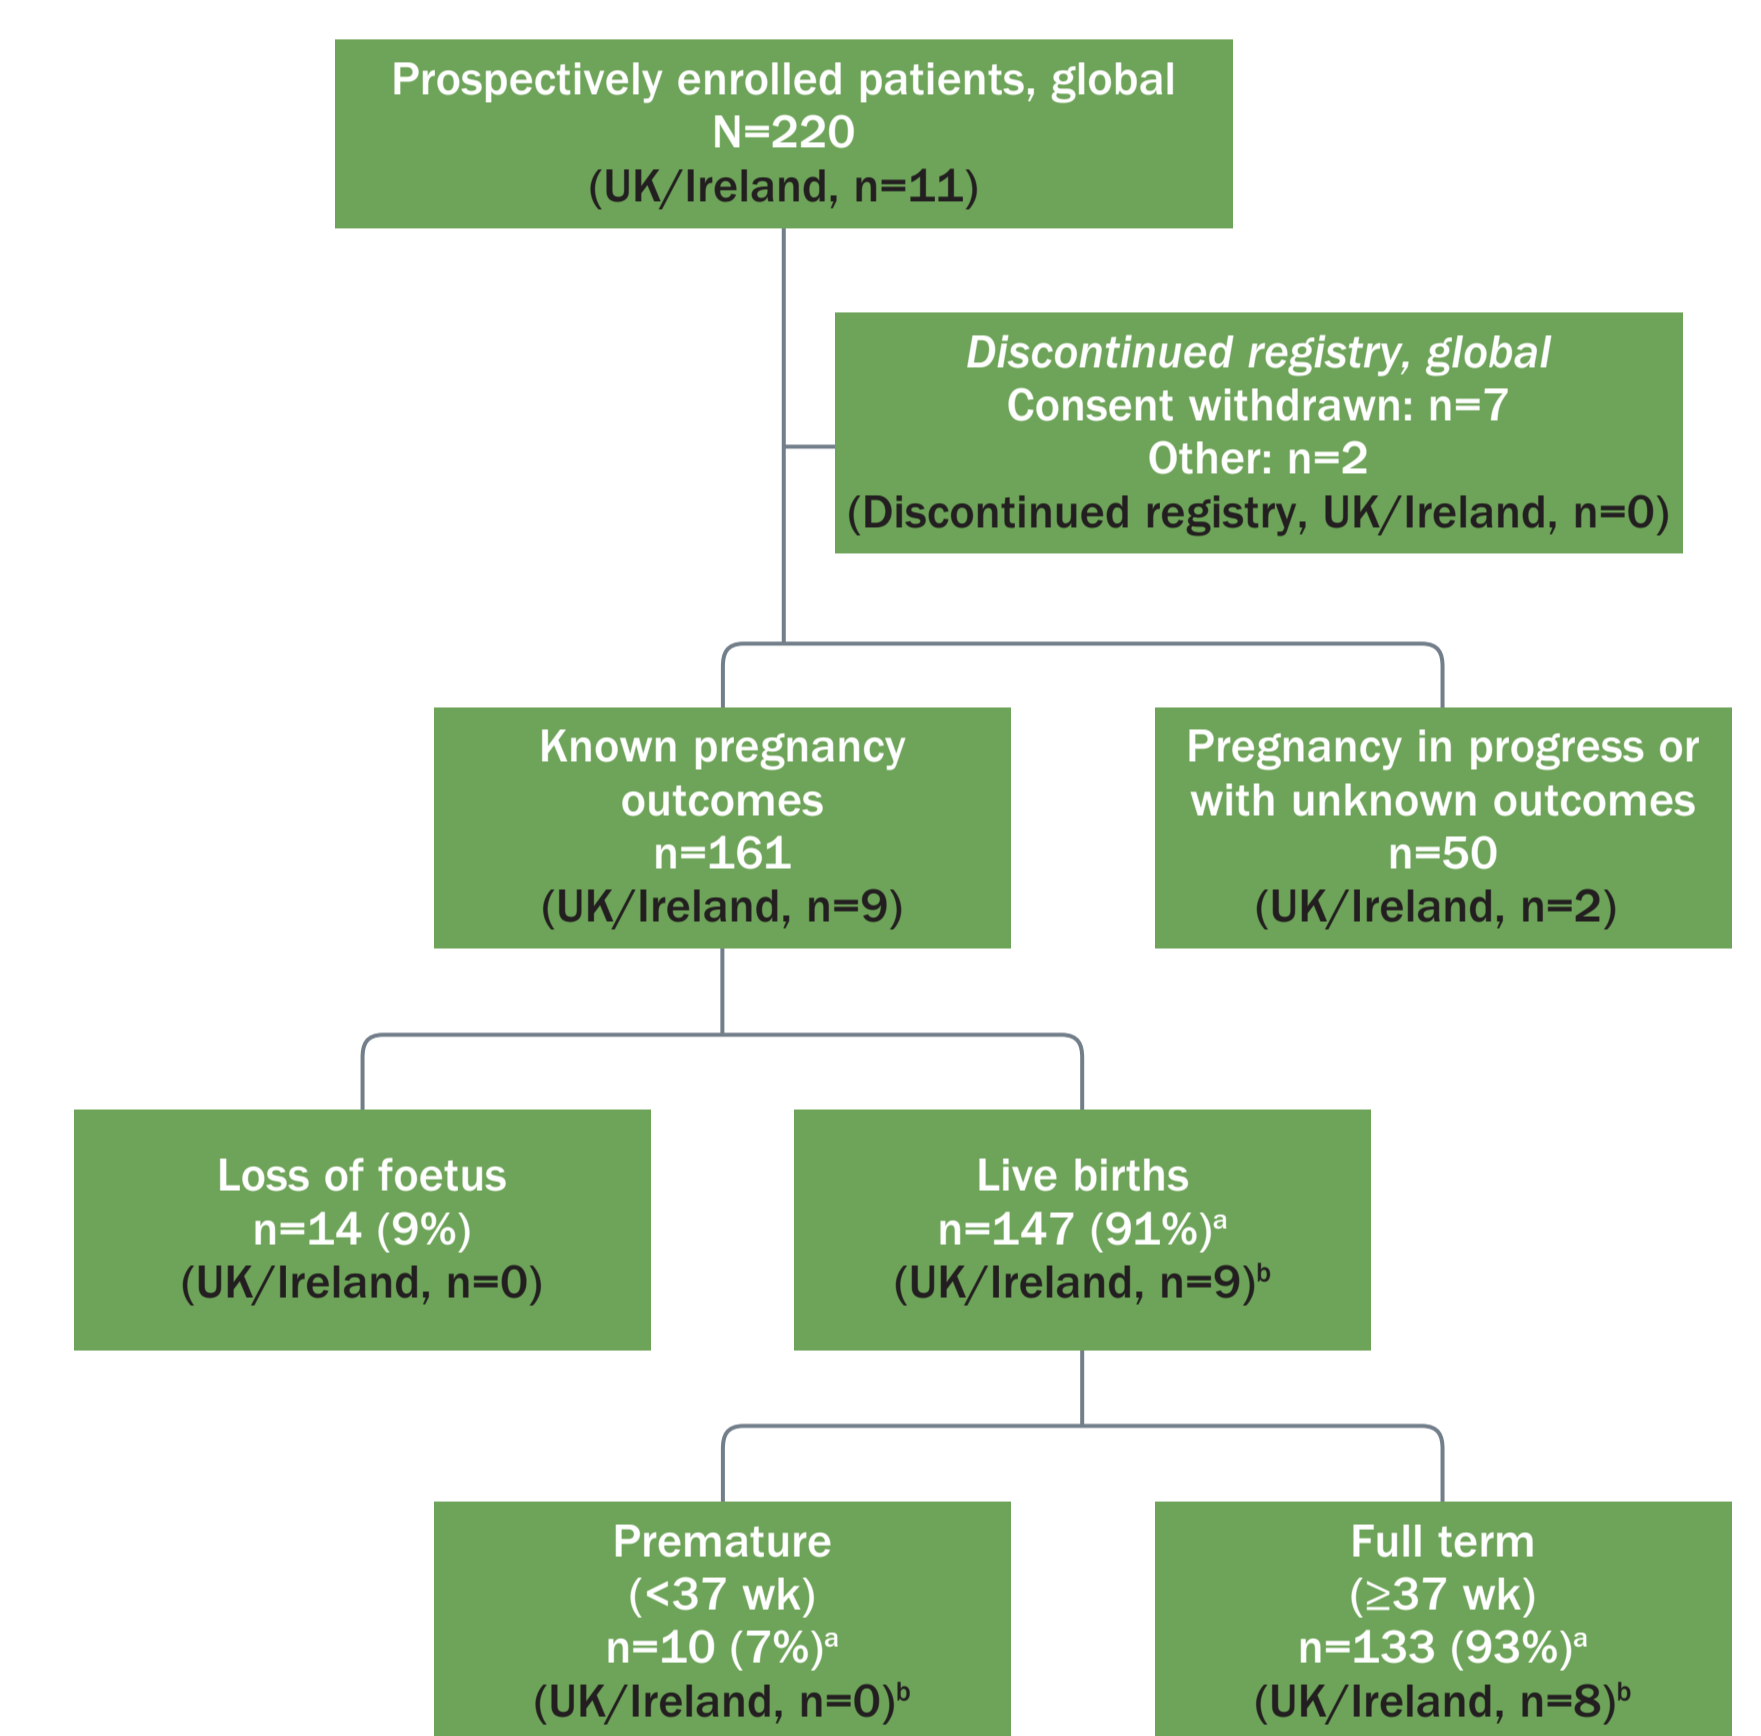 Prospectively enrolled patients, global
N=220
(UK/Ireland, n=11)
Discontinued registry, global
Consent withdrawn: n=7
Other: n=2
(Discontinued registry, UK/Ireland, n=0)
Known pregnancy
outcomes
n=161
(UK/Ireland, n=9)
Pregnancy in progress or
with unknown outcomes
n=50
(UK/Ireland, n=2)
Loss of foetus
n=14 (9%)
(UK/Ireland, n=0)
Live births
n=147 (91%)ᵃ
(UK/Ireland, n=9)ᵇ
Premature
(<37 wk)
n=10 (7%)ᵃ
(UK/Ireland, n=0)ᵇ
Full term
(≥37 wk)
n=133 (93%)ᵃ
(UK/Ireland, n=8)ᵇ